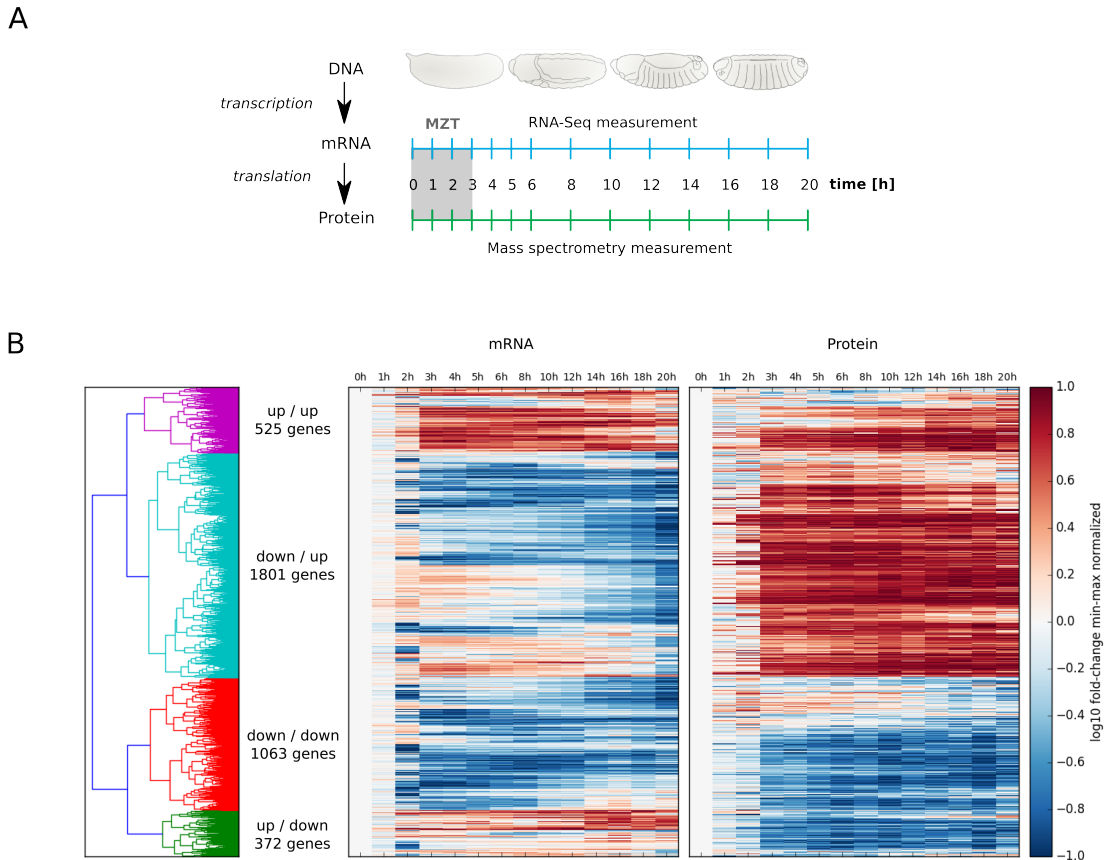 A
DNA
transcription
MZT
RNA-Seq measurement
mRNA
translation
0 1 2 3 4 5 6 8 10 12 14 16 18 20 time [h]
Protein
Mass spectrometry measurement
B
mRNA
Protein
0h 1h 2h 3h 4h 5h 6h 8h 10h 12h 14h 16h 18h 20h
0h 1h 2h 3h 4h 5h 6h 8h 10h 12h 14h 16h 18h 20h
up / up
525 genes
down / up
1801 genes
down / down
1063 genes
up / down
372 genes
1.0
0.8
0.6
0.4
0.2
0.0
−0.2
−0.4
−0.6
−0.8
−1.0
log10 fold-change min-max normalized